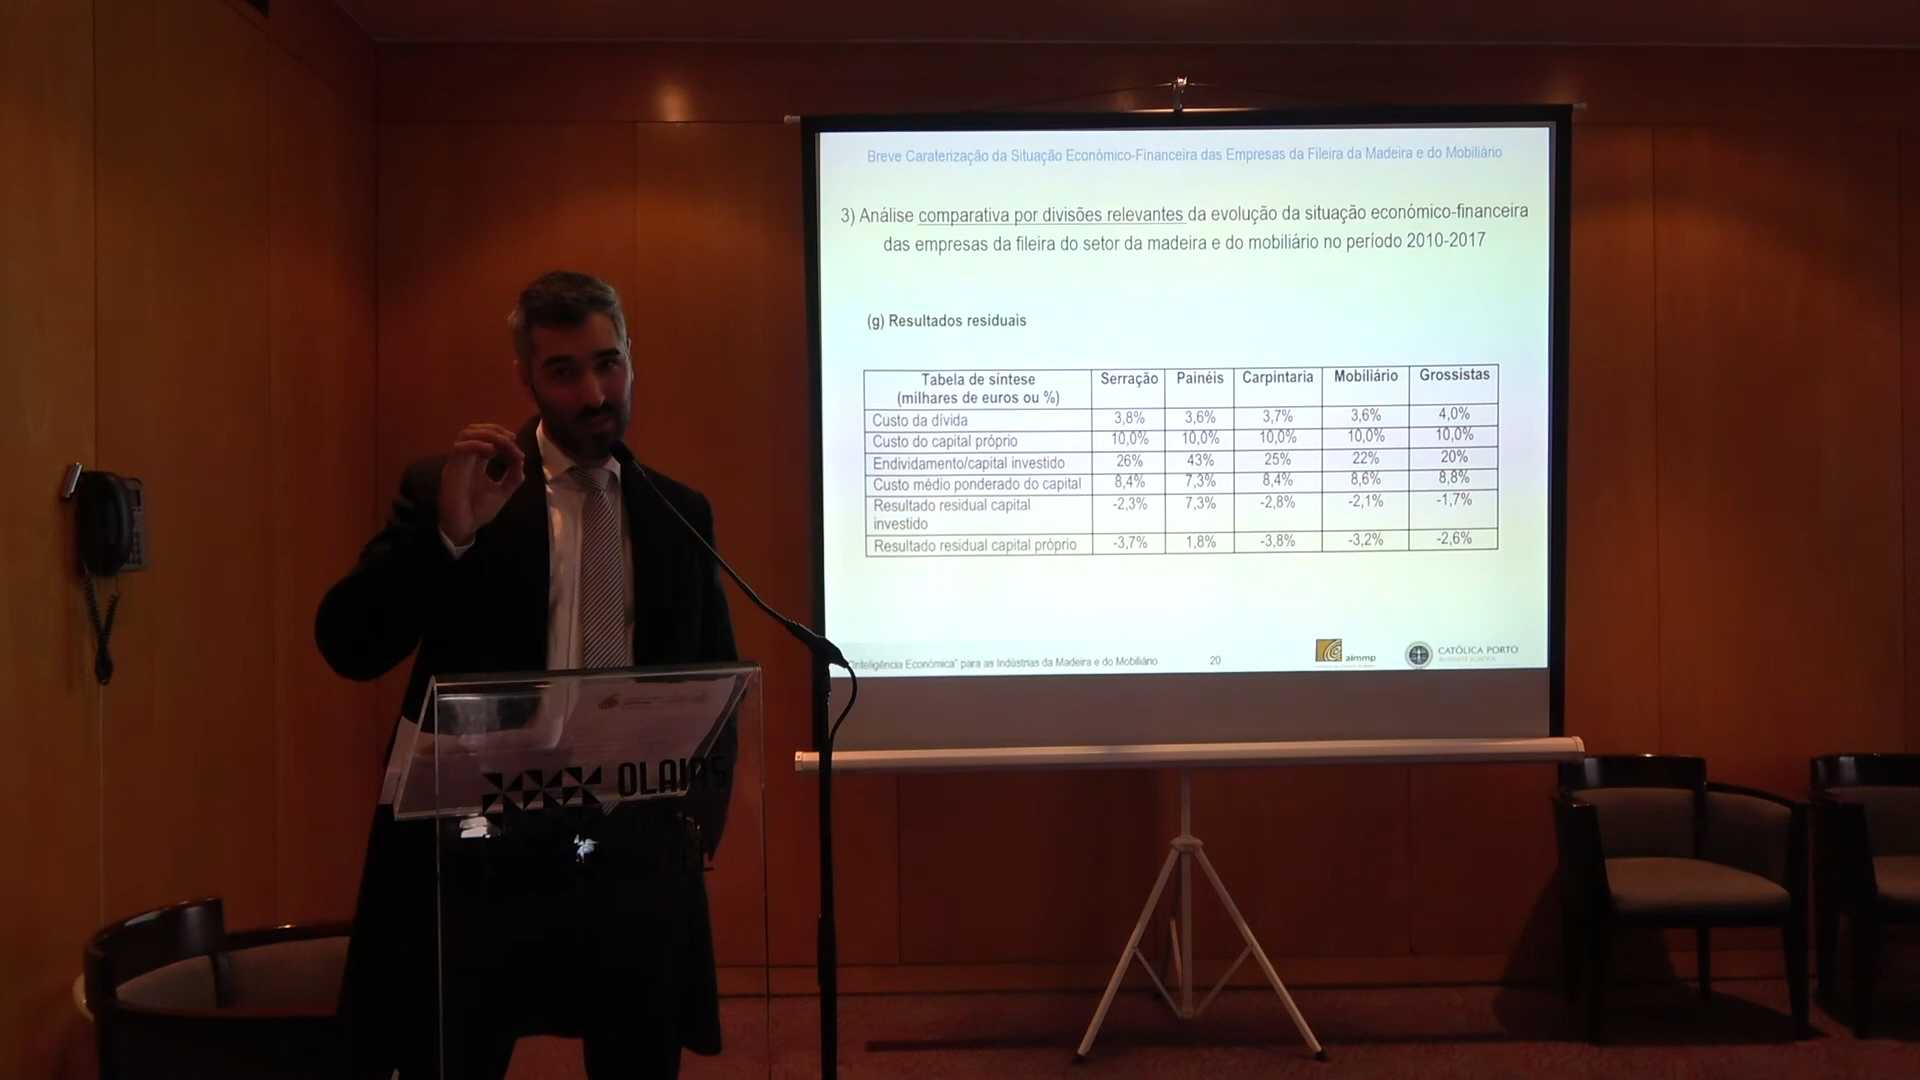 Breve Caraterização da Situação Económico-Financeira das Empresas da Fileira da Madeira e do Mobiliário
3) Análise comparativa por divisões relevantes da evolução da situação económico-financeira
das empresas da fileira do setor da madeira e do mobiliário no período 2010-2017
(g) Resultados residuais
Tabela de síntese
(milhares de euros ou %) Serração Painéis Carpintaria Mobiliário Grossistas
Custo da dívida 3,8% 3,6% 3,7% 3,6% 4,0%
Custo do capital próprio 10,0% 10,0% 10,0% 10,0% 10,0%
Endividamento/capital investido 26% 43% 25% 22% 20%
Custo médio ponderado do capital 8,4% 7,3% 8,4% 8,6% 8,8%
Resultado residual capital
investido -2,3% 7,3% -2,8% -2,1% -1,7%
Resultado residual capital próprio -3,7% 1,8% -3,8% -3,2% -2,6%
"Inteligência Económica" para as Indústrias da Madeira e do Mobiliário 20
aimmp
CATÓLICA PORTO
OLAIAS